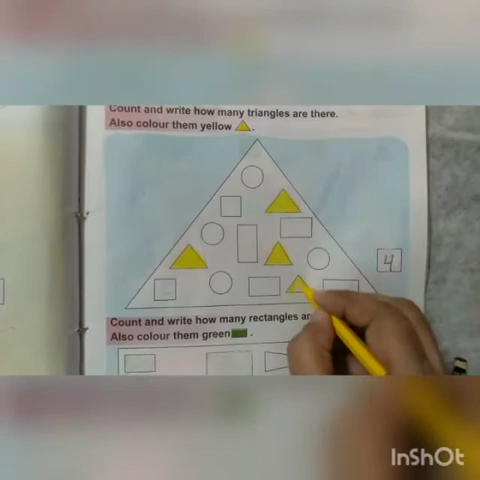 Count and write how many triangles are there.
Also colour them yellow .
4
Count and write how many rectangles
Also colour them green .
InShOt